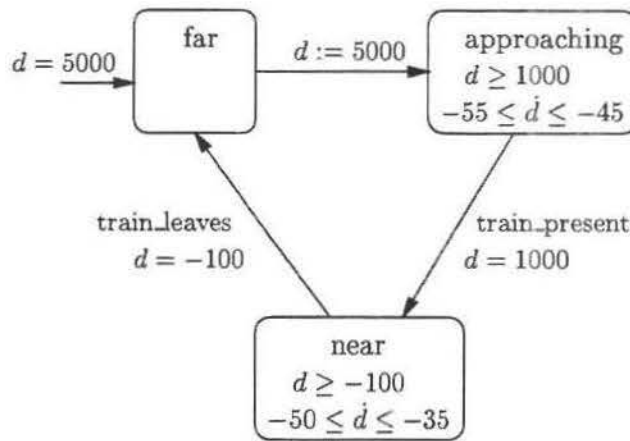 far
d = 5000
d := 5000
approaching
d ≥ 1000
−55 ≤ ḋ ≤ −45
train_leaves
d = −100
train_present
d = 1000
near
d ≥ −100
−50 ≤ ḋ ≤ −35